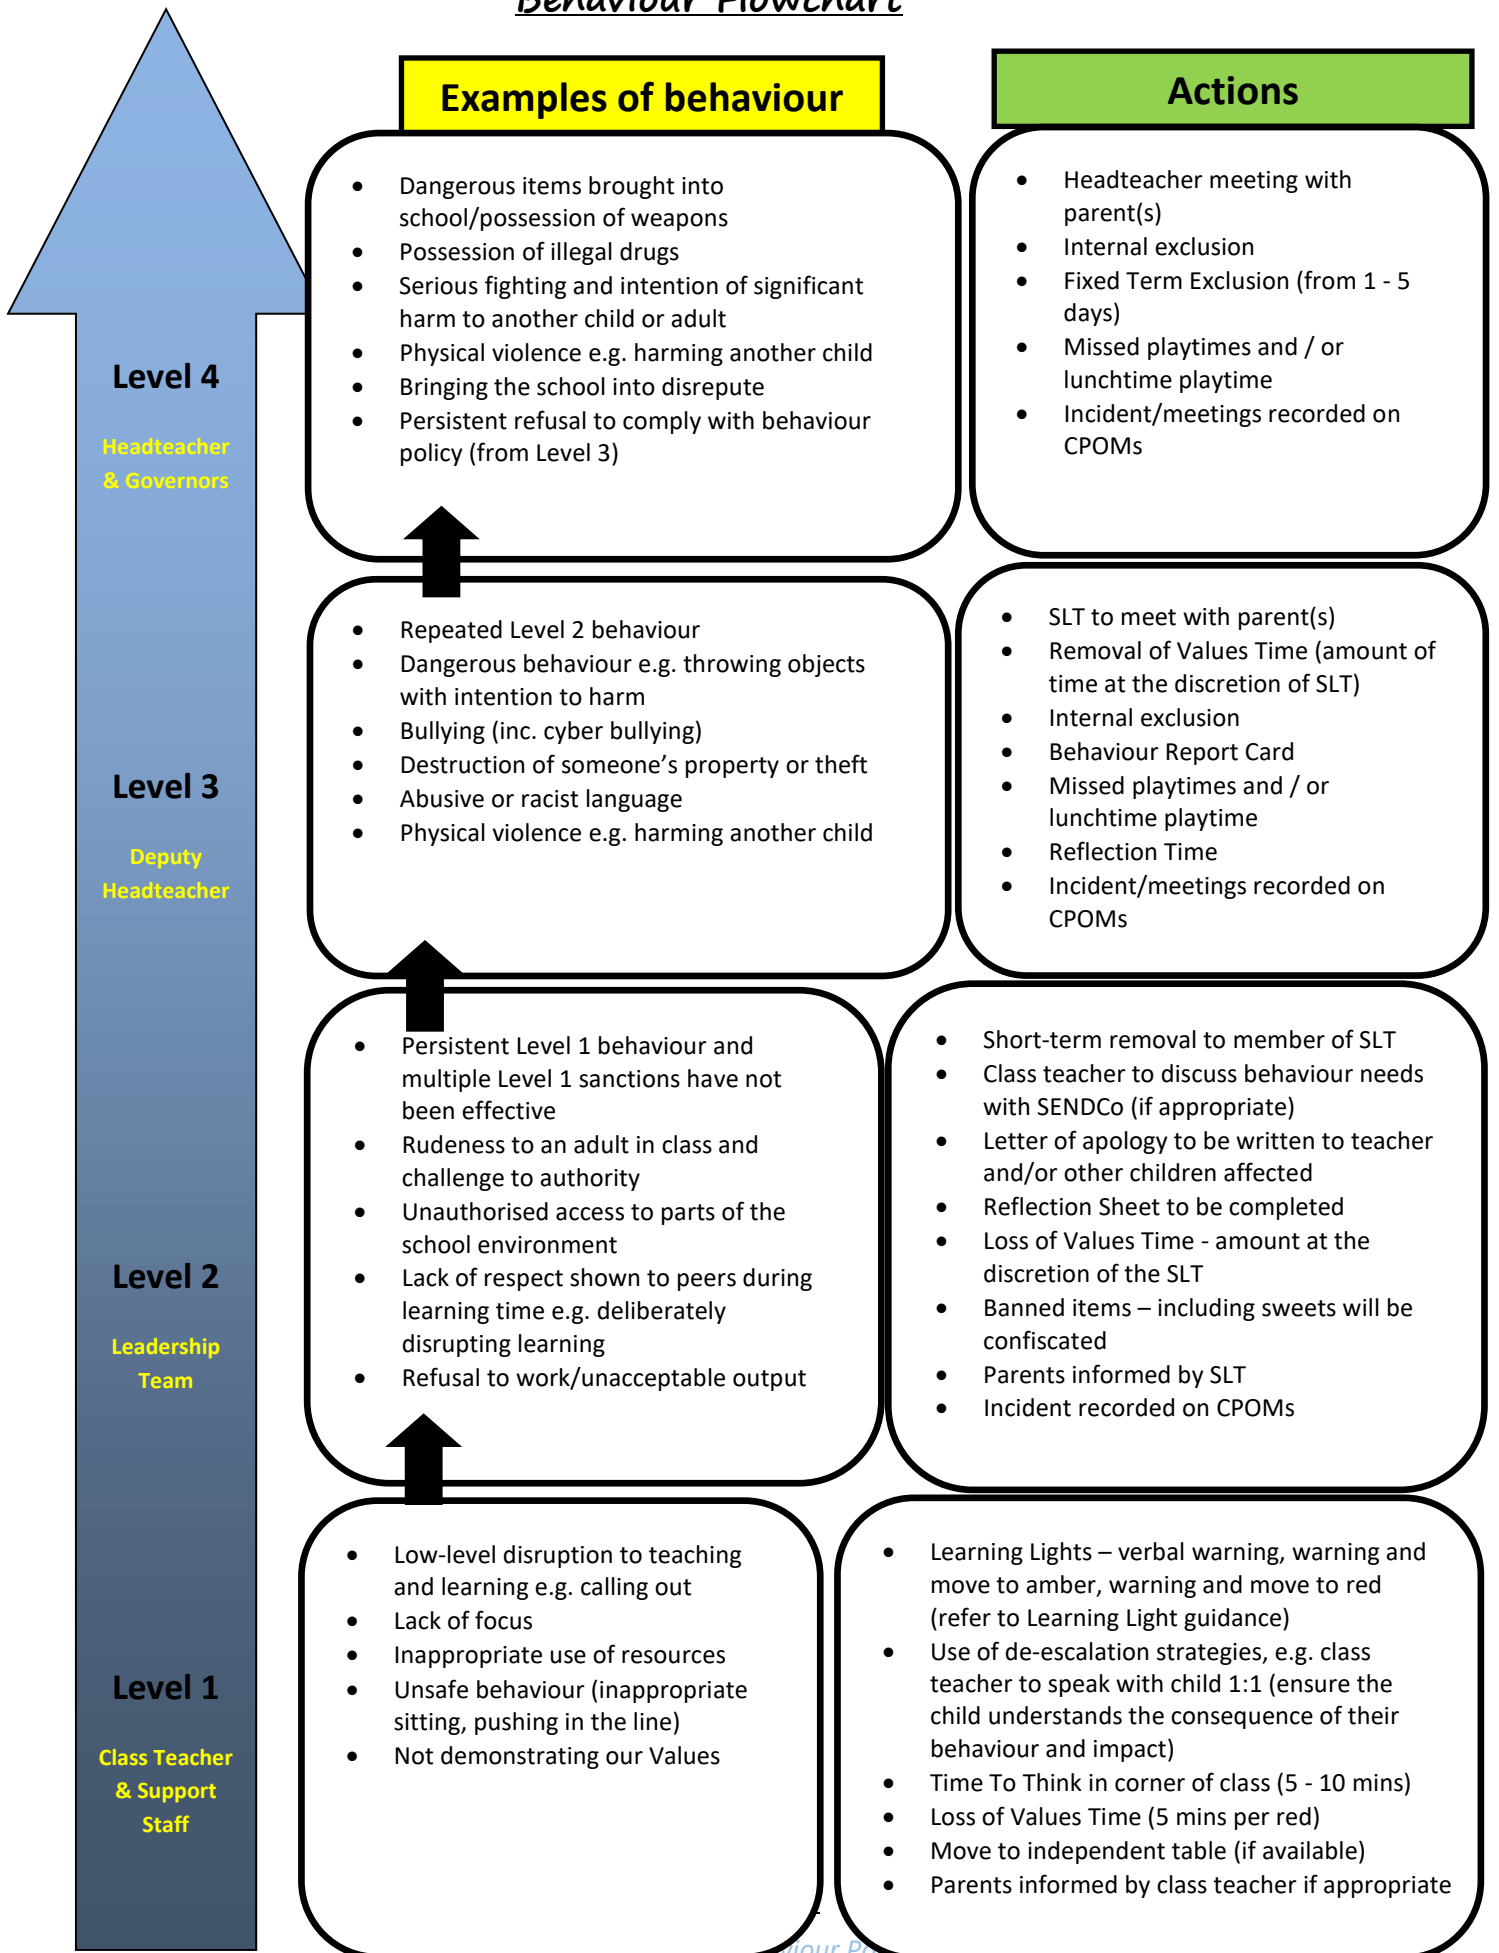 Behaviour Flowchart
Examples of behaviour
Actions
Level 4
Headteacher
& Governors
• Dangerous items brought into
school/possession of weapons
• Possession of illegal drugs
• Serious fighting and intention of significant
harm to another child or adult
• Physical violence e.g. harming another child
• Bringing the school into disrepute
• Persistent refusal to comply with behaviour
policy (from Level 3)
• Headteacher meeting with
parent(s)
• Internal exclusion
• Fixed Term Exclusion (from 1 - 5
days)
• Missed playtimes and / or
lunchtime playtime
• Incident/meetings recorded on
CPOMs
Level 3
Deputy
Headteacher
• Repeated Level 2 behaviour
• Dangerous behaviour e.g. throwing objects
with intention to harm
• Bullying (inc. cyber bullying)
• Destruction of someone’s property or theft
• Abusive or racist language
• Physical violence e.g. harming another child
• SLT to meet with parent(s)
• Removal of Values Time (amount of
time at the discretion of SLT)
• Internal exclusion
• Behaviour Report Card
• Missed playtimes and / or
lunchtime playtime
• Reflection Time
• Incident/meetings recorded on
CPOMs
Level 2
Leadership
Team
• Persistent Level 1 behaviour and
multiple Level 1 sanctions have not
been effective
• Rudeness to an adult in class and
challenge to authority
• Unauthorised access to parts of the
school environment
• Lack of respect shown to peers during
learning time e.g. deliberately
disrupting learning
• Refusal to work/unacceptable output
• Short-term removal to member of SLT
• Class teacher to discuss behaviour needs
with SENDCo (if appropriate)
• Letter of apology to be written to teacher
and/or other children affected
• Reflection Sheet to be completed
• Loss of Values Time - amount at the
discretion of the SLT
• Banned items – including sweets will be
confiscated
• Parents informed by SLT
• Incident recorded on CPOMs
Level 1
Class Teacher
& Support
Staff
• Low-level disruption to teaching
and learning e.g. calling out
• Lack of focus
• Inappropriate use of resources
• Unsafe behaviour (inappropriate
sitting, pushing in the line)
• Not demonstrating our Values
• Learning Lights – verbal warning, warning and
move to amber, warning and move to red
(refer to Learning Light guidance)
• Use of de-escalation strategies, e.g. class
teacher to speak with child 1:1 (ensure the
child understands the consequence of their
behaviour and impact)
• Time To Think in corner of class (5 - 10 mins)
• Loss of Values Time (5 mins per red)
• Move to independent table (if available)
• Parents informed by class teacher if appropriate